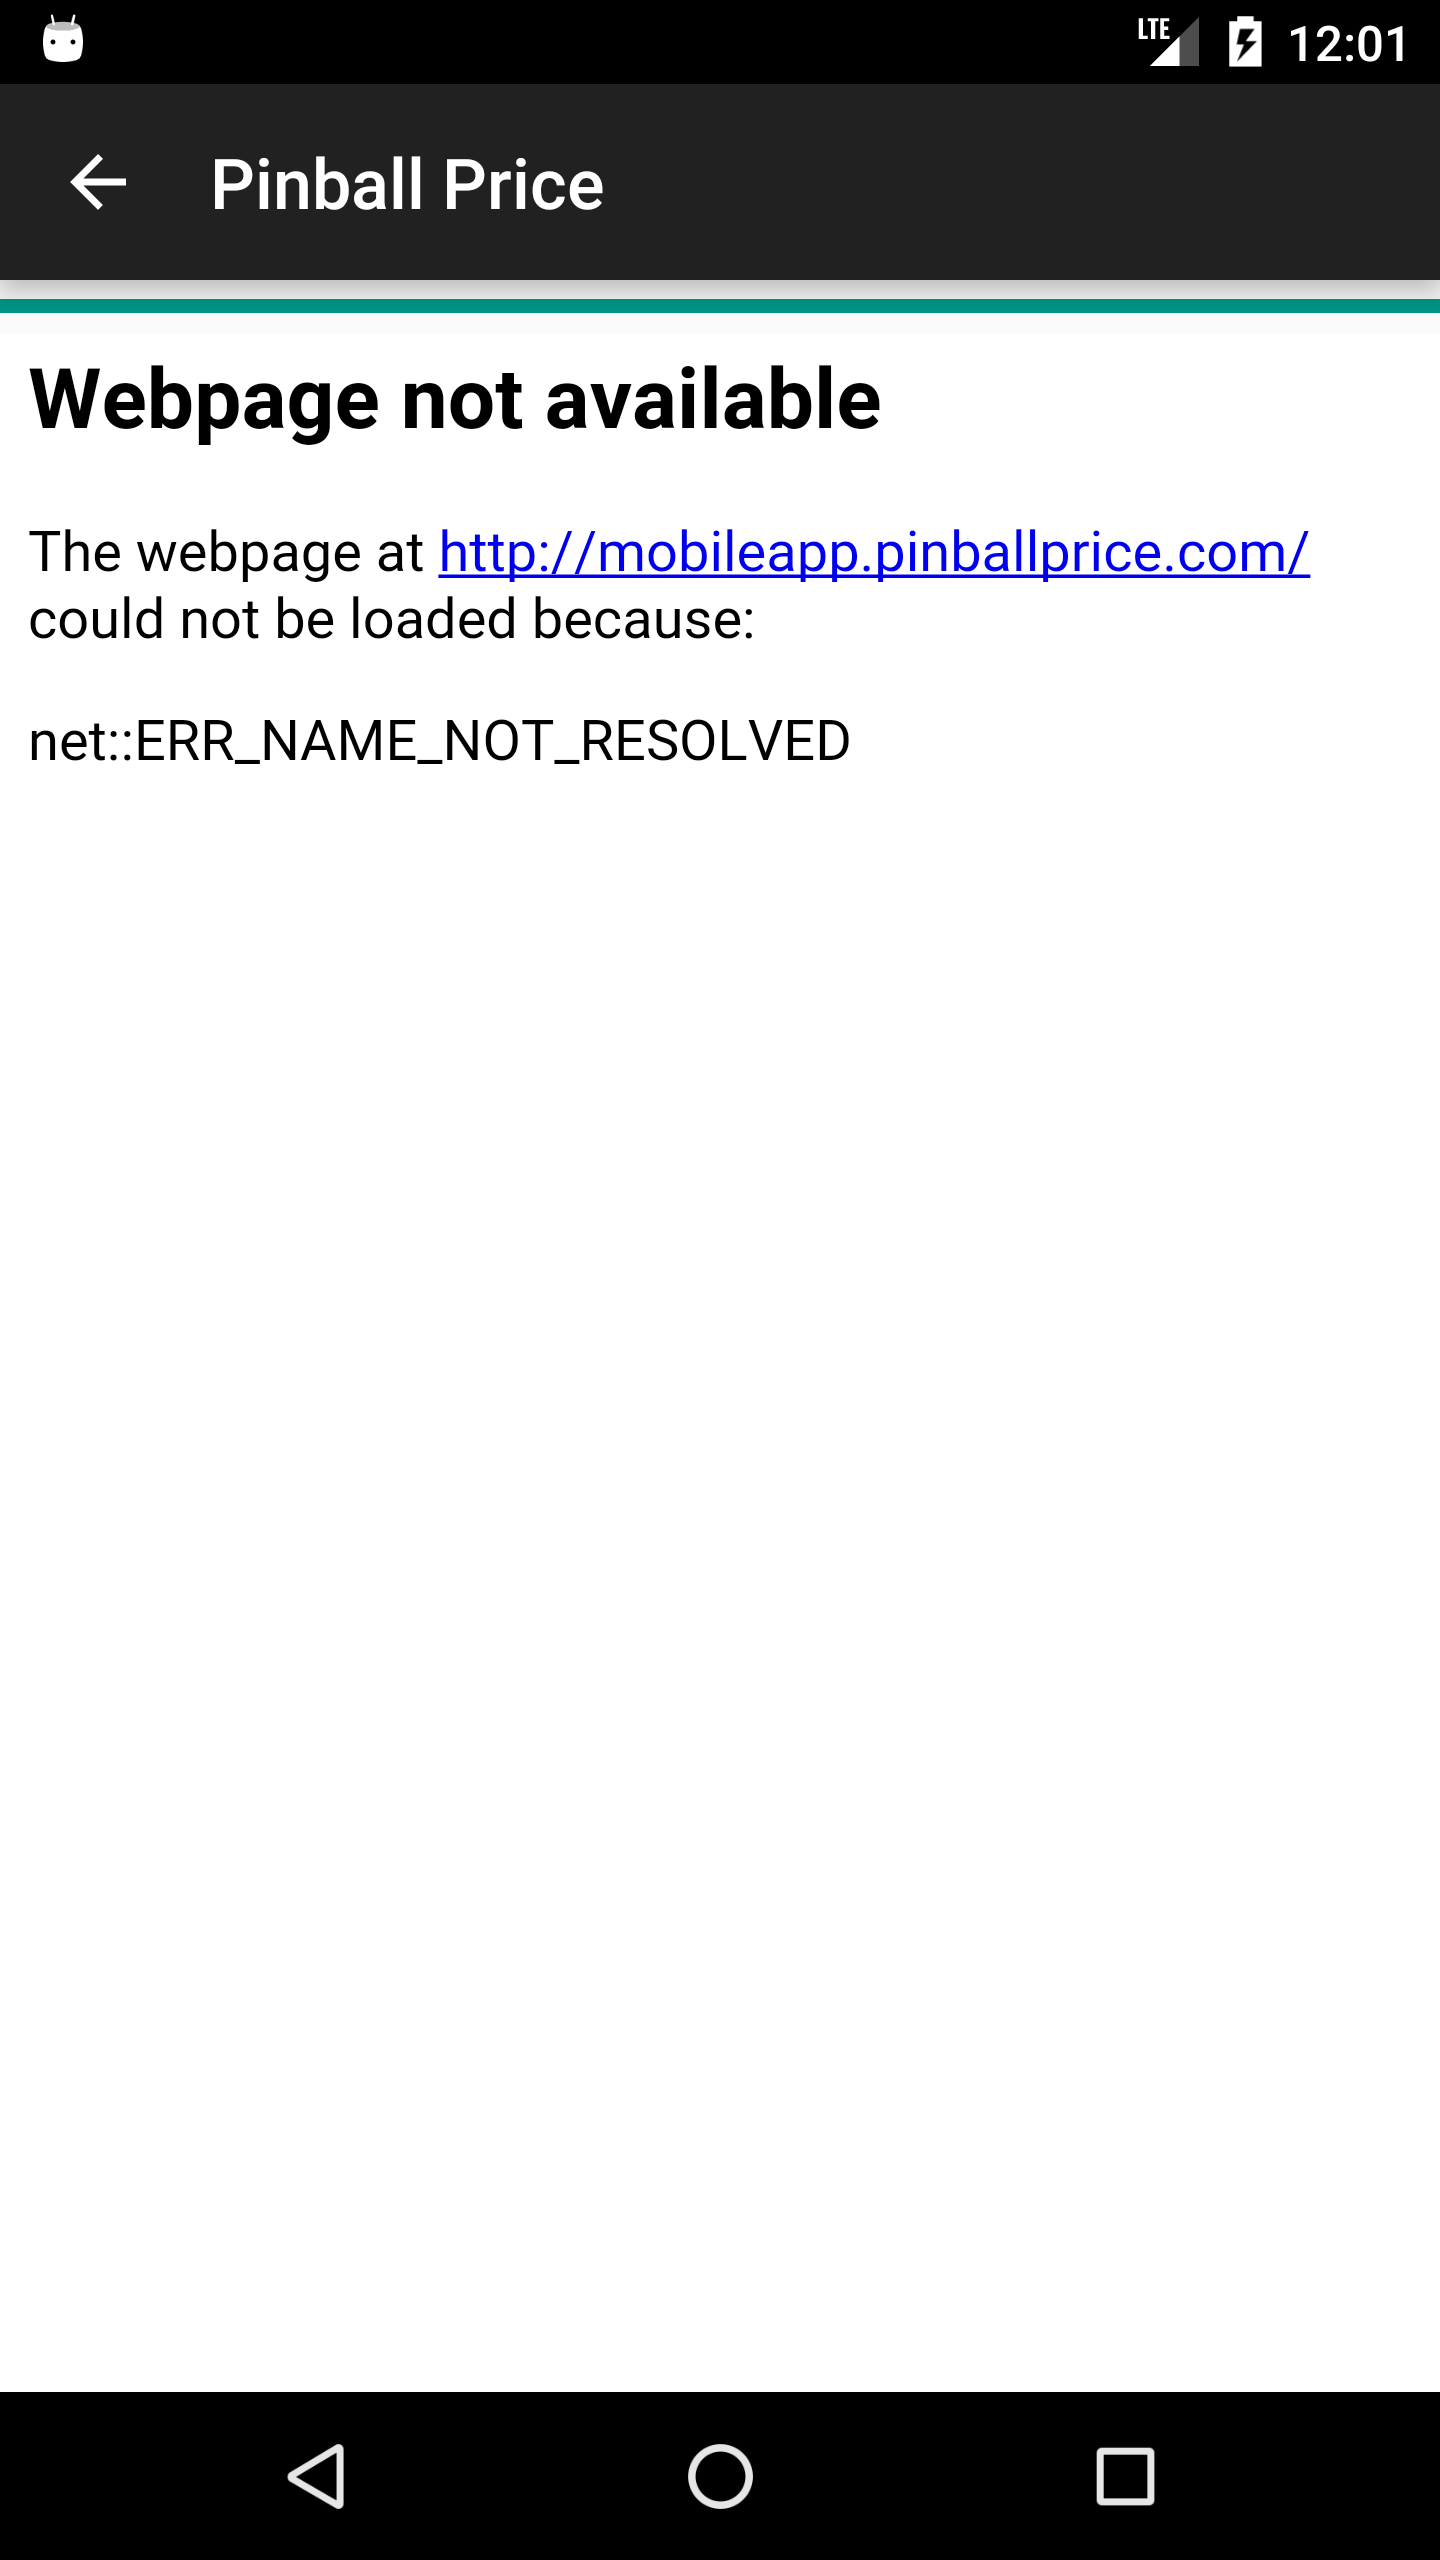 LTE 12:01
Pinball Price
Webpage not available
The webpage at http://mobileapp.pinballprice.com/
could not be loaded because:
net::ERR_NAME_NOT_RESOLVED